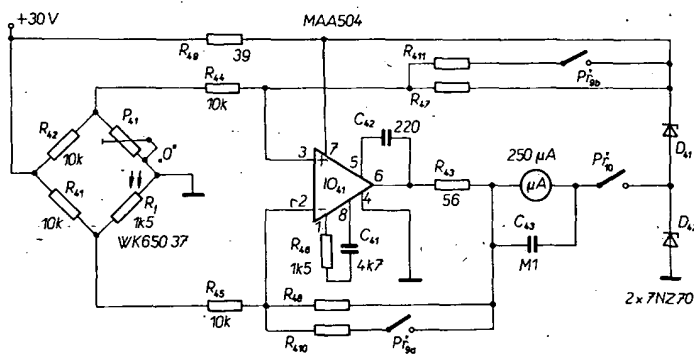 +30V
MAA504
R49
39
R411
Př9b
R44
10k
R47
R42
10k
P41
"0"
C42
220
3
7
5
6
IO41
2
4
1
8
R43
56
250 µA
µA
Př10
D41
R41
10k
R1
1k5
WK650 37
R46
1k5
C41
4k7
C43
M1
D42
2x7NZ70
R45
10k
R48
R410
Př9a